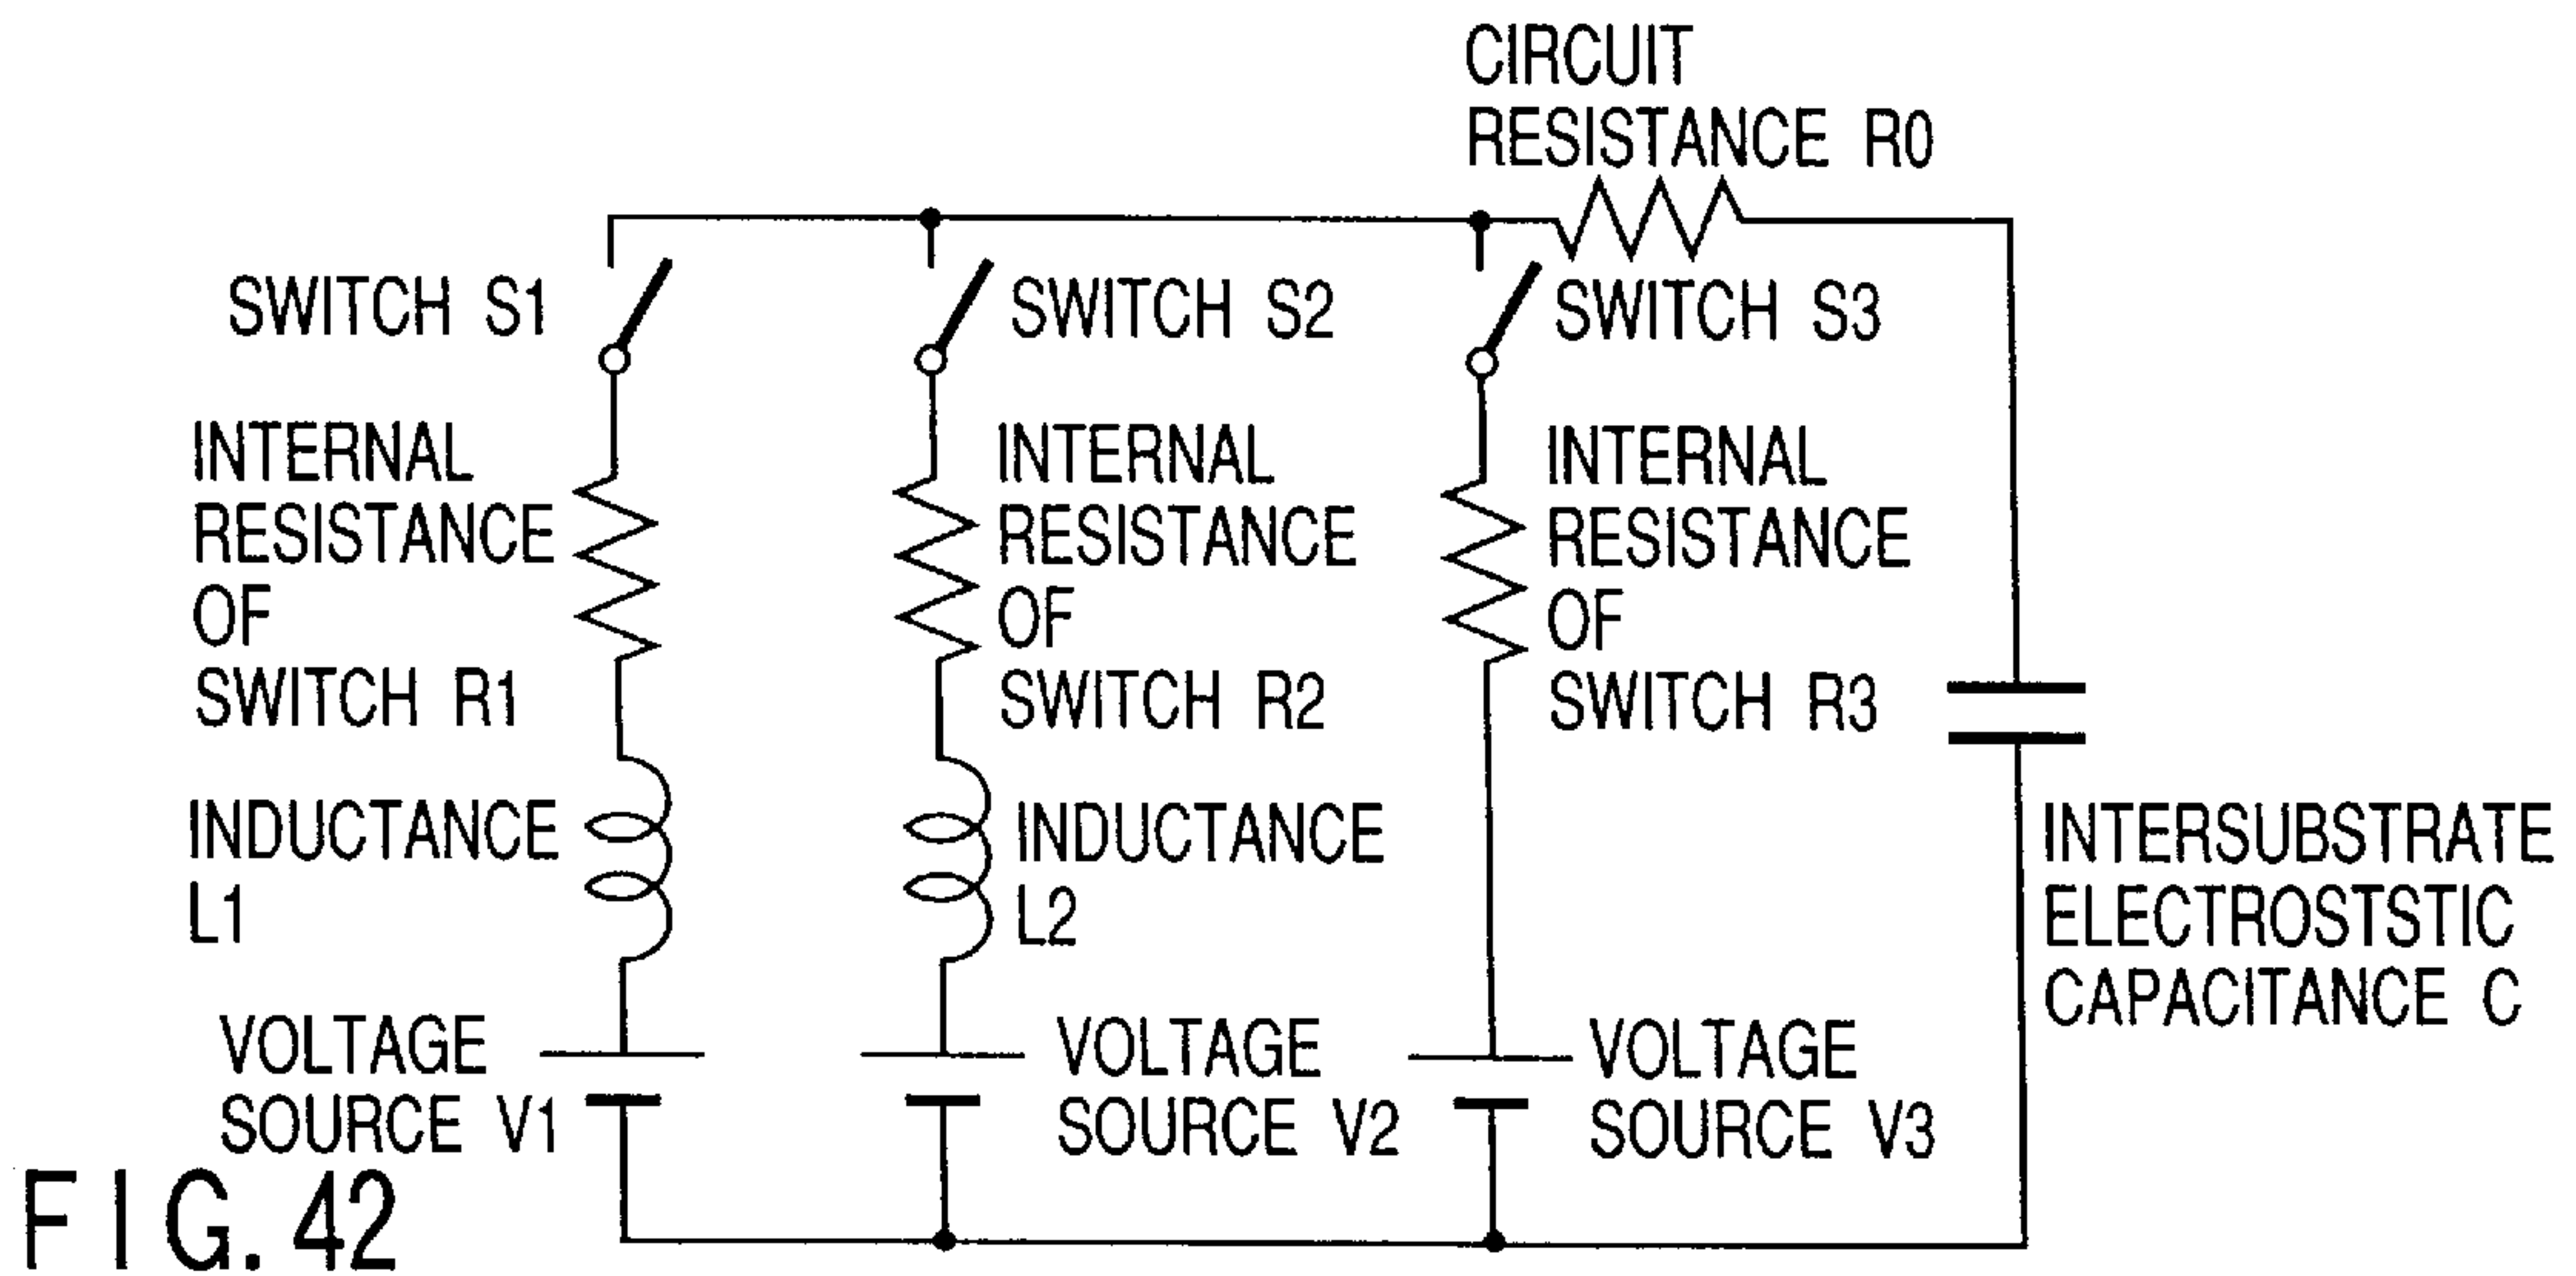 CIRCUIT
RESISTANCE R0
SWITCH S1
SWITCH S2
SWITCH S3
INTERNAL
RESISTANCE
OF
SWITCH R1
INTERNAL
RESISTANCE
OF
SWITCH R2
INTERNAL
RESISTANCE
OF
SWITCH R3
INDUCTANCE
L1
INDUCTANCE
L2
INTERSUBSTRATE
ELECTROSTSTIC
CAPACITANCE C
VOLTAGE
SOURCE V1
VOLTAGE
SOURCE V2
VOLTAGE
SOURCE V3
FIG. 42